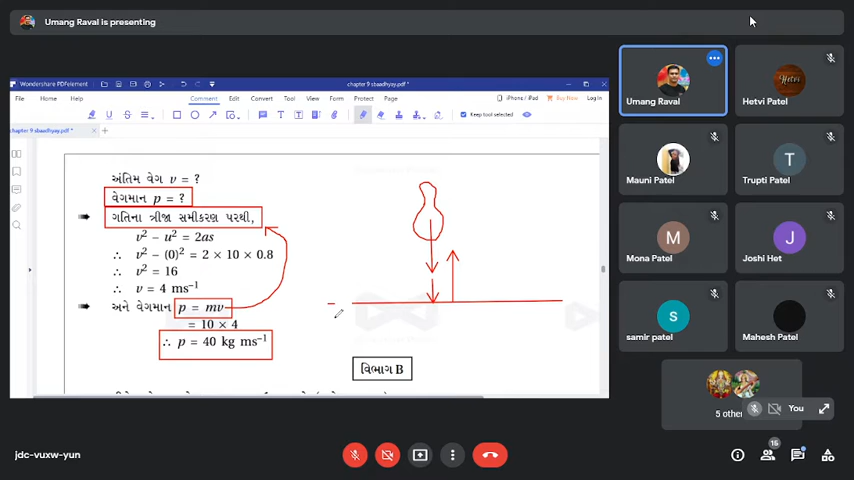 Umang Raval is presenting
Wondershare PDFelement
chapter 9 sbaadhyay.pdf *
File Home Help
Comment Convert Tool Form Protect Page
iPhone / iPad Buy Now Log in
Keep tool selected
chapter 9 sbaadhyay.pdf *
અંતિમ વેગ v = ?
વેગમાન p = ?
ગતિના ત્રીજા સમીકરણ પરથી,
v² – u² = 2as
∴ v² – (0)² = 2 × 10 × 0.8
∴ v² = 16
∴ v = 4 ms⁻¹
અને વેગમાન p = mv
= 10 × 4
∴ p = 40 kg ms⁻¹
વિભાગ B
Umang Raval
Hetvi Patel
Mauni Patel
T
Trupti Patel
M
Mona Patel
J
Joshi Het
s
samir patel
Mahesh Patel
5 other
You
jdc-vuxw-yun
15